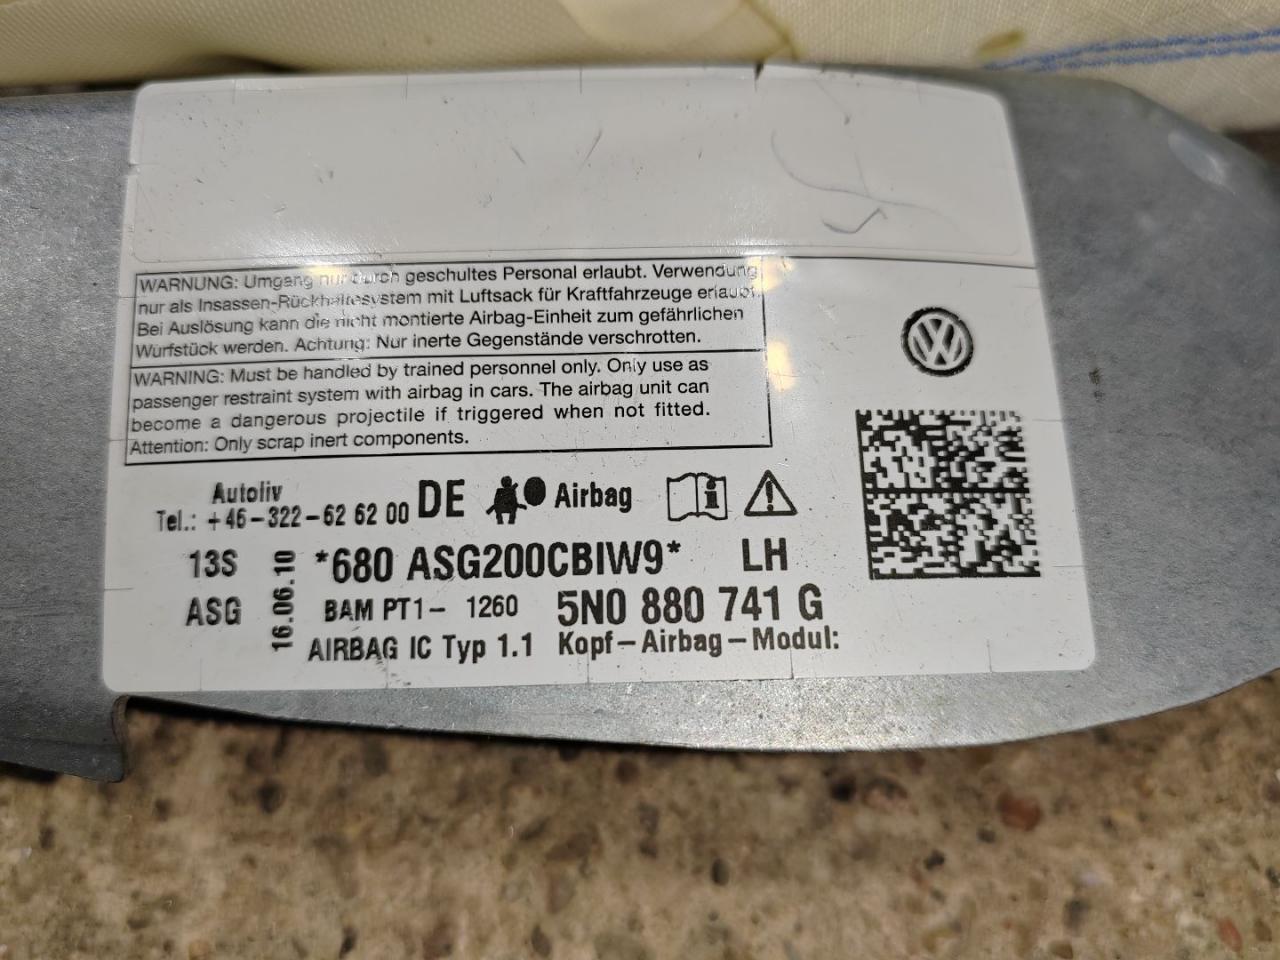 WARNUNG: Umgang nur durch geschultes Personal erlaubt. Verwendung
nur als Insassen-Rückhaltesystem mit Luftsack für Kraftfahrzeuge erlaubt.
Bei Auslösung kann die nicht montierte Airbag-Einheit zum gefährlichen
Wurfstück werden. Achtung: Nur inerte Gegenstände verschrotten.
WARNING: Must be handled by trained personnel only. Only use as
passenger restraint system with airbag in cars. The airbag unit can
become a dangerous projectile if triggered when not fitted.
Attention: Only scrap inert components.
Autoliv
Tel.: +46-322-62 62 00 DE Airbag
13S *680 ASG200CBIW9* LH
ASG 16.06.10 BAM PT1- 1260 5N0 880 741 G
AIRBAG IC Typ 1.1 Kopf-Airbag-Modul: